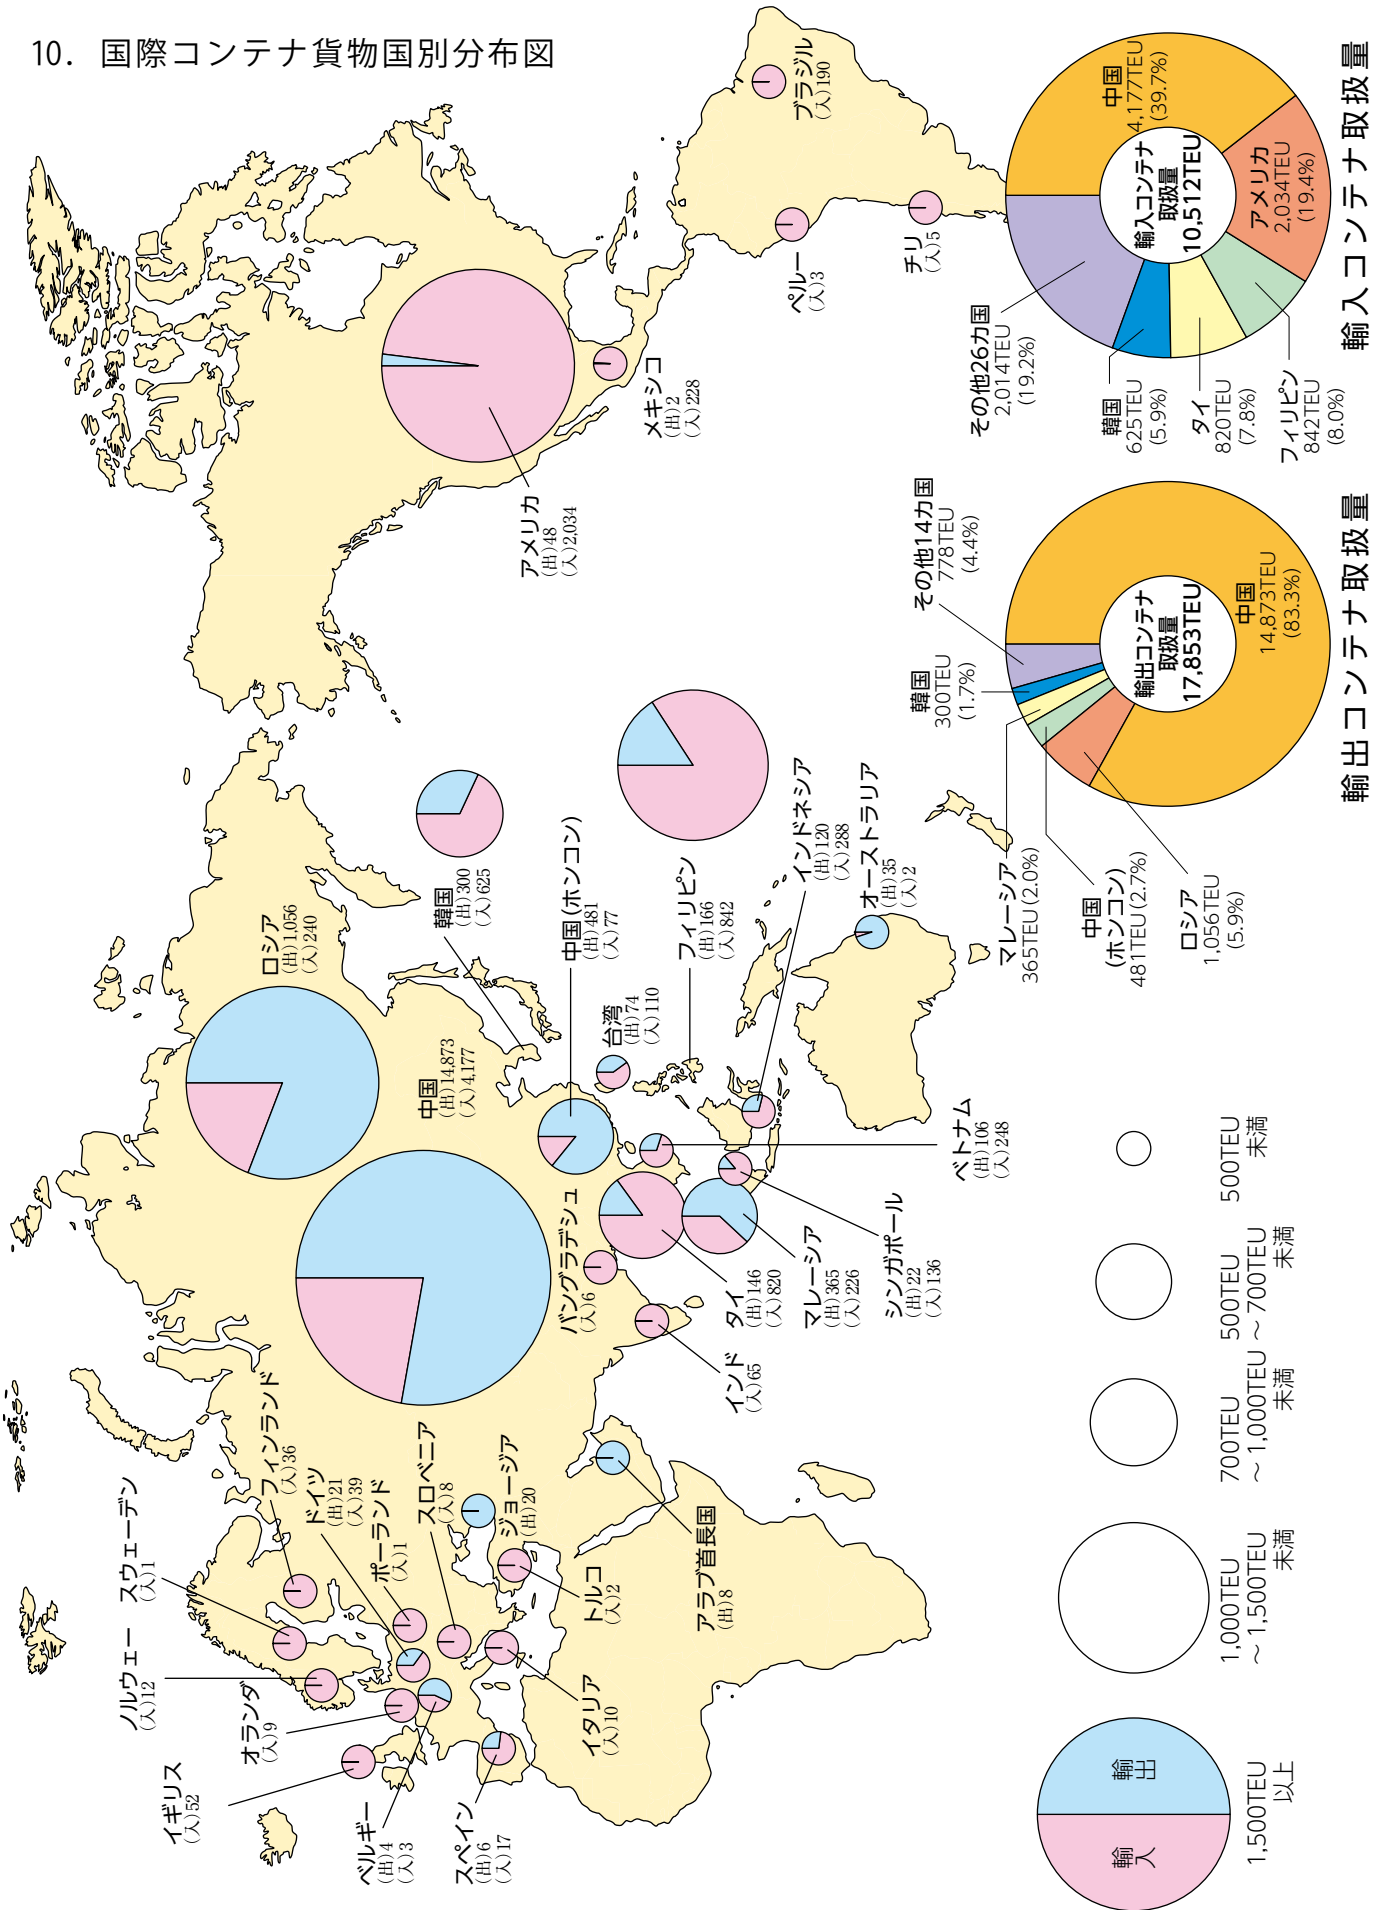 10. 国際コンテナ貨物国別分布図
イギリス
(入)52
ノルウェー
(入)12
スウェーデン
(入)1
フィンランド
(入)36
オランダ
(入)9
ドイツ
(出)21
(入)39
ポーランド
(入)1
スロベニア
(入)8
ジョージア
(出)20
ベルギー
(出)4
(入)3
スペイン
(出)6
(入)17
イタリア
(入)10
トルコ
(入)2
アラブ首長国
(出)8
ロシア
(出)1,056
(入)240
中国
(出)14,873
(入)4,177
韓国
(出)300
(入)625
中国(ホンコン)
(出)481
(入)77
台湾
(出)74
(入)110
フィリピン
(出)166
(入)842
バングラデシュ
(入)6
インド
(入)65
タイ
(出)146
(入)820
マレーシア
(出)365
(入)226
シンガポール
(出)22
(入)136
ベトナム
(出)106
(入)248
インドネシア
(出)120
(入)288
オーストラリア
(出)35
(入)2
アメリカ
(出)48
(入)2,034
メキシコ
(出)2
(入)228
ペルー
(入)3
チリ
(入)5
ブラジル
(入)190
輸入
輸出
1,500TEU
以上
1,000TEU
～1,500TEU
未満
700TEU
～1,000TEU
未満
500TEU
～700TEU
未満
500TEU
未満
輸出コンテナ
取扱量
17,853TEU
中国
14,873TEU
(83.3%)
ロシア
1,056TEU
(5.9%)
中国
(ホンコン)
481TEU(2.7%)
マレーシア
365TEU(2.0%)
韓国
300TEU
(1.7%)
その他14カ国
778TEU
(4.4%)
輸出コンテナ取扱量
輸入コンテナ
取扱量
10,512TEU
中国
4,177TEU
(39.7%)
アメリカ
2,034TEU
(19.4%)
フィリピン
842TEU
(8.0%)
タイ
820TEU
(7.8%)
韓国
625TEU
(5.9%)
その他26カ国
2,014TEU
(19.2%)
輸入コンテナ取扱量